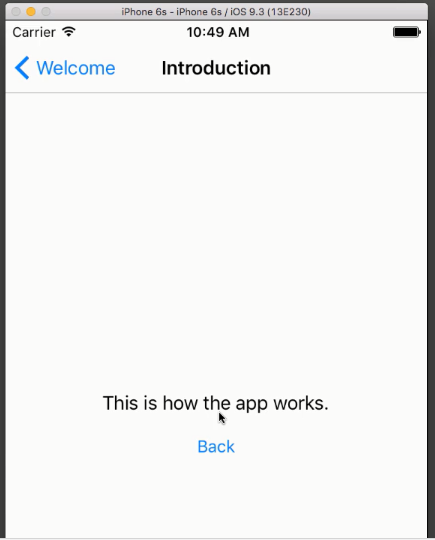 iPhone 6s - iPhone 6s / iOS 9.3 (13E230)
Carrier 10:49 AM
Welcome Introduction
This is how the app works.
Back